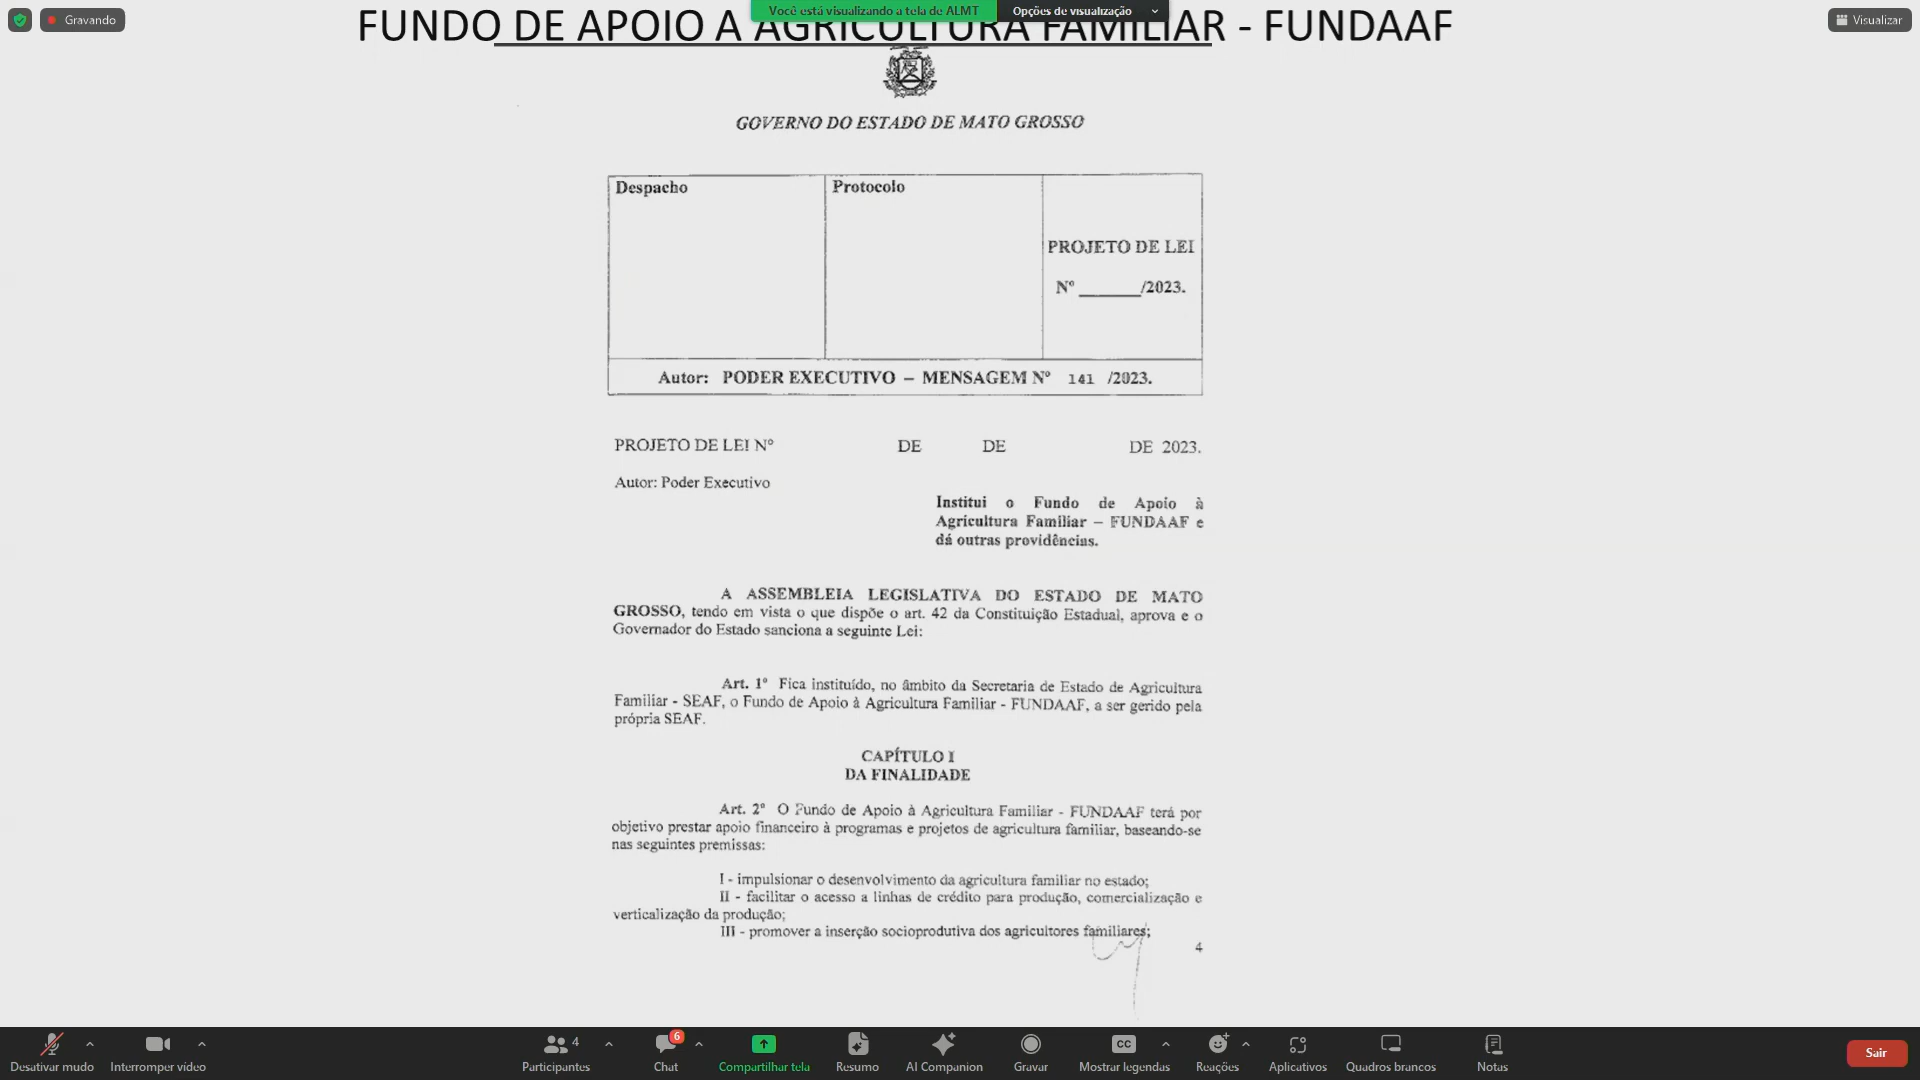 Gravando
Você está visualizando a tela de ALMT
Opções de visualização
Visualizar
FUNDO DE APOIO A AGRICULTURA FAMILIAR - FUNDAAF
GOVERNO DO ESTADO DE MATO GROSSO
Despacho
Protocolo
PROJETO DE LEI
Nº _______/2023.
Autor: PODER EXECUTIVO – MENSAGEM Nº 141 /2023.
PROJETO DE LEI Nº DE DE DE 2023.
Autor: Poder Executivo
Institui o Fundo de Apoio à
Agricultura Familiar – FUNDAAF e
dá outras providências.
A ASSEMBLEIA LEGISLATIVA DO ESTADO DE MATO
GROSSO, tendo em vista o que dispõe o art. 42 da Constituição Estadual, aprova e o
Governador do Estado sanciona a seguinte Lei:
Art. 1º Fica instituído, no âmbito da Secretaria de Estado de Agricultura
Familiar - SEAF, o Fundo de Apoio à Agricultura Familiar - FUNDAAF, a ser gerido pela
própria SEAF.
CAPÍTULO I
DA FINALIDADE
Art. 2º O Fundo de Apoio à Agricultura Familiar - FUNDAAF terá por
objetivo prestar apoio financeiro à programas e projetos de agricultura familiar, baseando-se
nas seguintes premissas:
I - impulsionar o desenvolvimento da agricultura familiar no estado;
II - facilitar o acesso a linhas de crédito para produção, comercialização e
verticalização da produção;
III - promover a inserção socioprodutiva dos agricultores familiares;
4
Desativar mudo
Interromper vídeo
Participantes
4
Chat
6
Compartilhar tela
Resumo
AI Companion
Gravar
CC
Mostrar legendas
Reações
Aplicativos
Quadros brancos
Notas
Sair